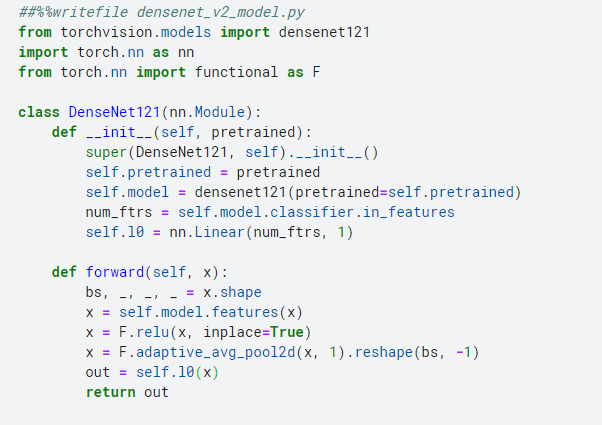 ##%%writefile densenet_v2_model.py
from torchvision.models import densenet121
import torch.nn as nn
from torch.nn import functional as F

class DenseNet121(nn.Module):
    def __init__(self, pretrained):
        super(DenseNet121, self).__init__()
        self.pretrained = pretrained
        self.model = densenet121(pretrained=self.pretrained)
        num_ftrs = self.model.classifier.in_features
        self.l0 = nn.Linear(num_ftrs, 1)

    def forward(self, x):
        bs, _, _, _ = x.shape
        x = self.model.features(x)
        x = F.relu(x, inplace=True)
        x = F.adaptive_avg_pool2d(x, 1).reshape(bs, -1)
        out = self.l0(x)
        return out